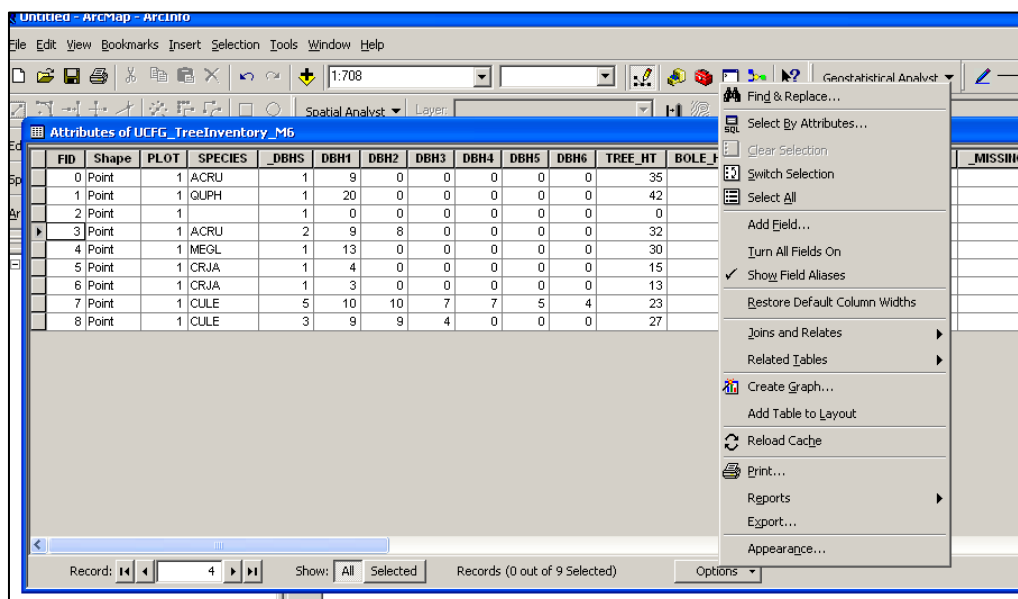 Untitled - ArcMap - ArcInfo
File Edit View Bookmarks Insert Selection Tools Window Help
1:708 Geostatistical Analyst
Spatial Analyst Layer:
Attributes of UCFG_TreeInventory_M6
FID Shape PLOT SPECIES _DBHS DBH1 DBH2 DBH3 DBH4 DBH5 DBH6 TREE_HT BOLE_H _MISSING
0 Point 1 ACRU 1 9 0 0 0 0 0 35
1 Point 1 QUPH 1 20 0 0 0 0 0 42
2 Point 1 1 0 0 0 0 0 0 0
3 Point 1 ACRU 2 9 8 0 0 0 0 32
4 Point 1 MEGL 1 13 0 0 0 0 0 30
5 Point 1 CRJA 1 4 0 0 0 0 0 15
6 Point 1 CRJA 1 3 0 0 0 0 0 13
7 Point 1 CULE 5 10 10 7 7 5 4 23
8 Point 1 CULE 3 9 9 4 0 0 0 27
Find & Replace...
SQL Select By Attributes...
Clear Selection
Switch Selection
Select All
Add Field...
Turn All Fields On
Show Field Aliases
Restore Default Column Widths
Joins and Relates
Related Tables
Create Graph...
Add Table to Layout
Reload Cache
Print...
Reports
Export...
Appearance...
Record: 4 Show: All Selected Records (0 out of 9 Selected) Options